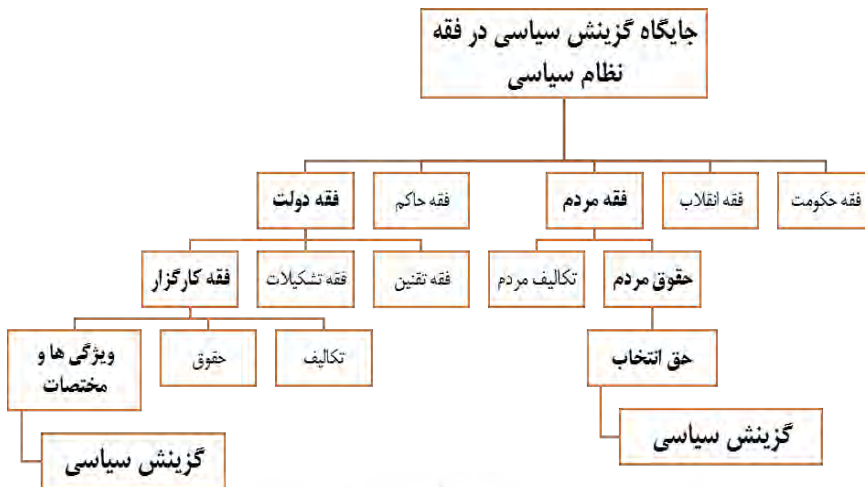 جایگاه گزینش سیاسی در فقه
نظام سیاسی
فقه حکومت
فقه انقلاب
فقه مردم
فقه حاکم
فقه دولت
حقوق مردم
تکالیف مردم
فقه تقنین
فقه تشکیلات
فقه کارگزار
حق انتخاب
تکالیف
حقوق
ویژگی ها و
مختصات
گزینش سیاسی
گزینش سیاسی